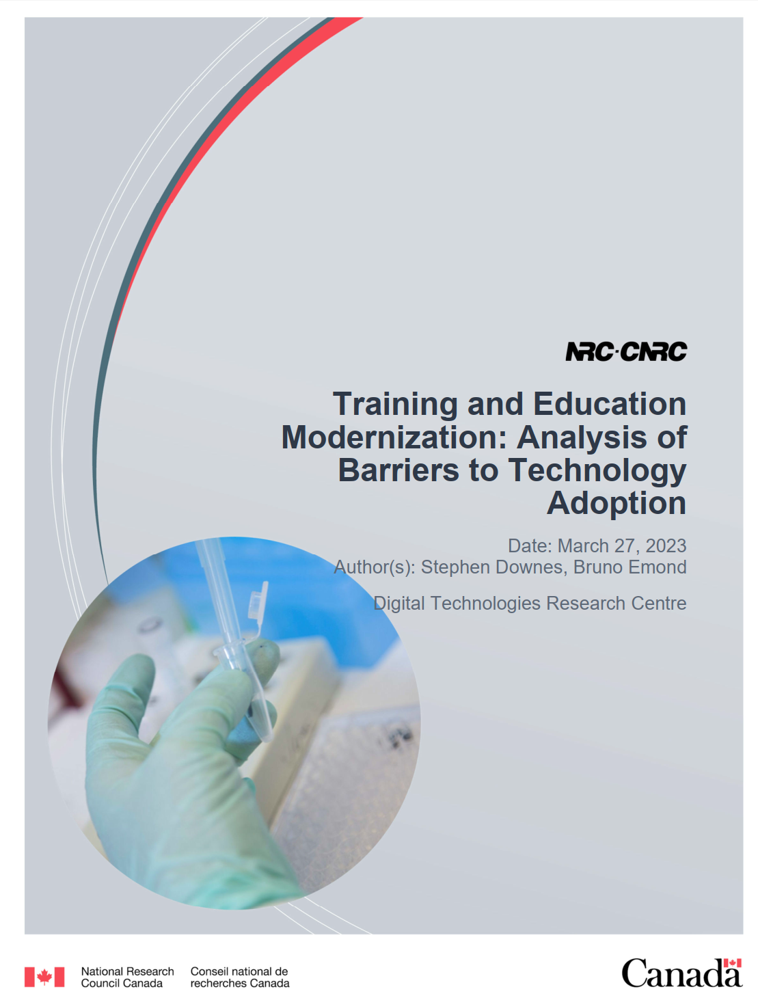 NRC·CNRC
Training and Education
Modernization: Analysis of
Barriers to Technology
Adoption
Date: March 27, 2023
Author(s): Stephen Downes, Bruno Emond
Digital Technologies Research Centre
National Research
Council Canada
Conseil national de
recherches Canada
Canada